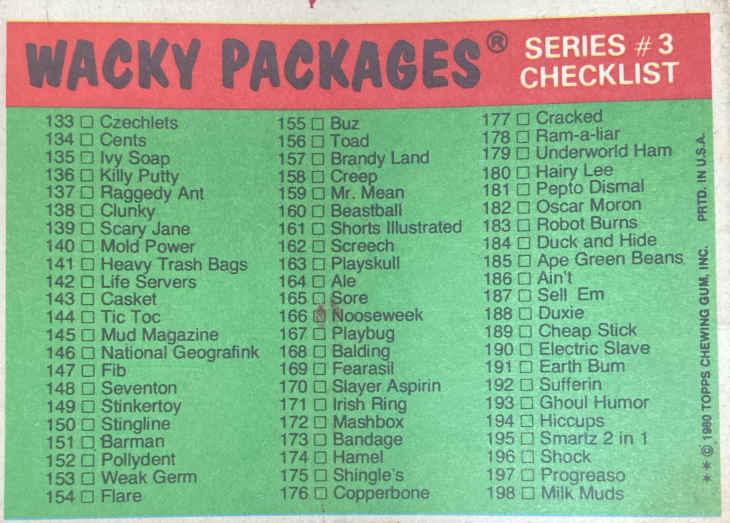 WACKY PACKAGES® SERIES #3
CHECKLIST
133 Czechlets
134 Cents
135 Ivy Soap
136 Killy Putty
137 Raggedy Ant
138 Clunky
139 Scary Jane
140 Mold Power
141 Heavy Trash Bags
142 Life Servers
143 Casket
144 Tic Toc
145 Mud Magazine
146 National Geografink
147 Fib
148 Seventon
149 Stinkertoy
150 Stingline
151 Barman
152 Pollydent
153 Weak Germ
154 Flare
155 Buz
156 Toad
157 Brandy Land
158 Creep
159 Mr. Mean
160 Beastball
161 Shorts Illustrated
162 Screech
163 Playskull
164 Ale
165 Sore
166 Nooseweek
167 Playbug
168 Balding
169 Fearasil
170 Slayer Aspirin
171 Irish Ring
172 Mashbox
173 Bandage
174 Hamel
175 Shingle's
176 Copperbone
177 Cracked
178 Ram-a-liar
179 Underworld Ham
180 Hairy Lee
181 Pepto Dismal
182 Oscar Moron
183 Robot Burns
184 Duck and Hide
185 Ape Green Beans
186 Ain't
187 Sell Em
188 Duxie
189 Cheap Stick
190 Electric Slave
191 Earth Bum
192 Sufferin
193 Ghoul Humor
194 Hiccups
195 Smartz 2 in 1
196 Shock
197 Progreaso
198 Milk Muds
** © 1980 TOPPS CHEWING GUM, INC. PRTD. IN U.S.A.